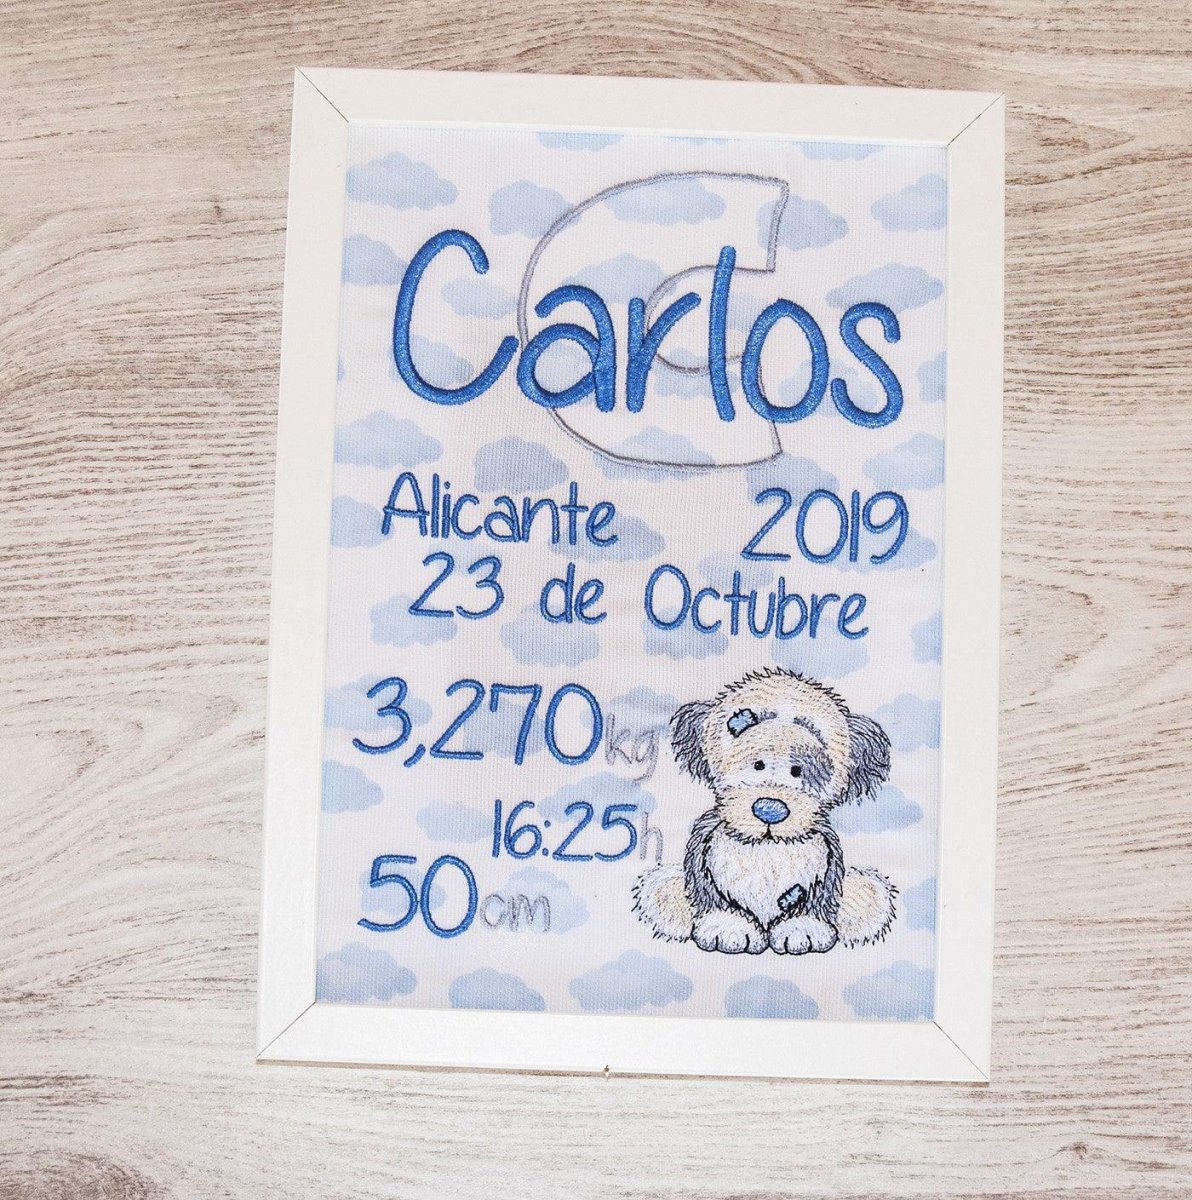 C
Carlos
Alicante 2019
23 de Octubre
3,270kg
16:25h
50cm